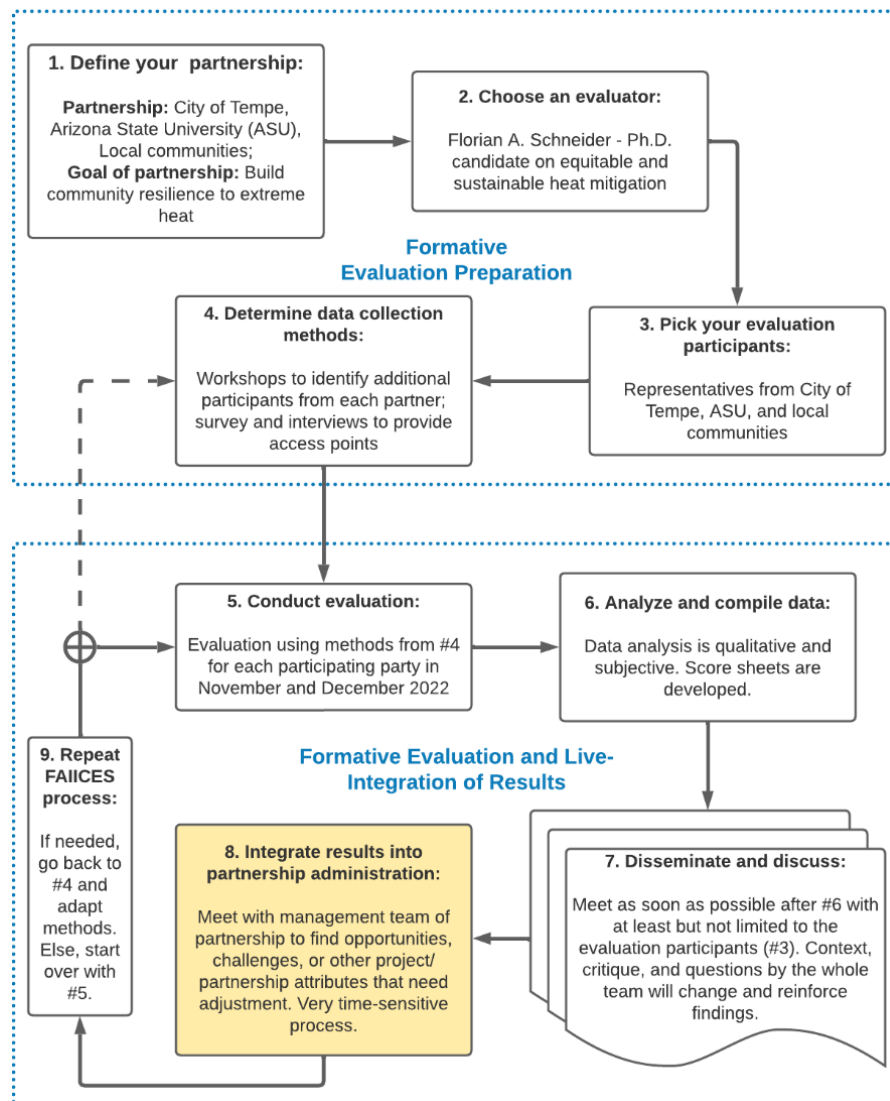 1. Define your partnership:
Partnership: City of Tempe,
Arizona State University (ASU),
Local communities;
Goal of partnership: Build
community resilience to extreme
heat
2. Choose an evaluator:
Florian A. Schneider - Ph.D.
candidate on equitable and
sustainable heat mitigation
Formative
Evaluation Preparation
3. Pick your evaluation
participants:
Representatives from City of
Tempe, ASU, and local
communities
4. Determine data collection
methods:
Workshops to identify additional
participants from each partner;
survey and interviews to provide
access points
5. Conduct evaluation:
Evaluation using methods from #4
for each participating party in
November and December 2022
6. Analyze and compile data:
Data analysis is qualitative and
subjective. Score sheets are
developed.
Formative Evaluation and Live-
Integration of Results
7. Disseminate and discuss:
Meet as soon as possible after #6 with
at least but not limited to the
evaluation participants (#3). Context,
critique, and questions by the whole
team will change and reinforce
findings.
8. Integrate results into
partnership administration:
Meet with management team of
partnership to find opportunities,
challenges, or other project/
partnership attributes that need
adjustment. Very time-sensitive
process.
9. Repeat
FAIICES
process:
If needed,
go back to
#4 and
adapt
methods.
Else, start
over with
#5.